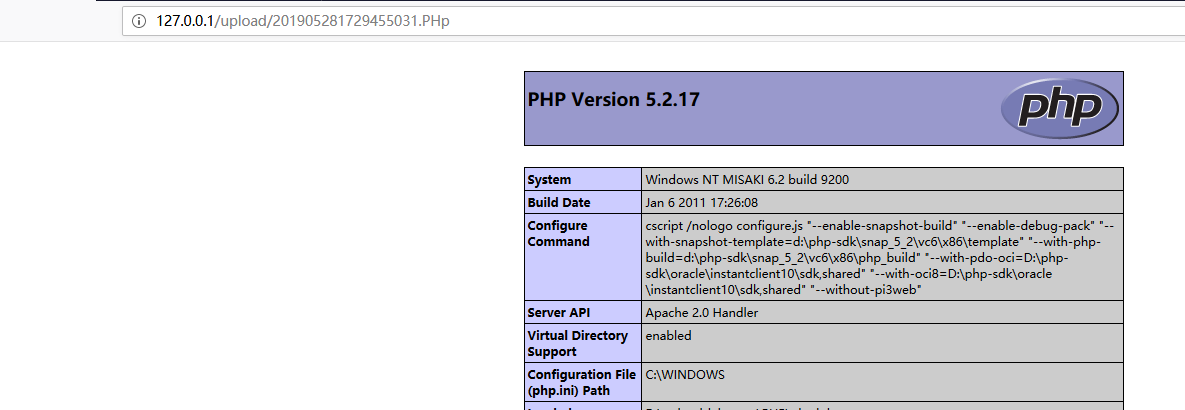 127.0.0.1/upload/201905281729455031.PHp
PHP Version 5.2.17
php
System Windows NT MISAKI 6.2 build 9200
Build Date Jan 6 2011 17:26:08
Configure Command cscript /nologo configure.js "--enable-snapshot-build" "--enable-debug-pack" "--
with-snapshot-template=d:\php-sdk\snap_5_2\vc6\x86\template" "--with-php-
build=d:\php-sdk\snap_5_2\vc6\x86\php_build" "--with-pdo-oci=D:\php-
sdk\oracle\instantclient10\sdk,shared" "--with-oci8=D:\php-sdk\oracle
\instantclient10\sdk,shared" "--without-pi3web"
Server API Apache 2.0 Handler
Virtual Directory
Support enabled
Configuration File
(php.ini) Path C:\WINDOWS